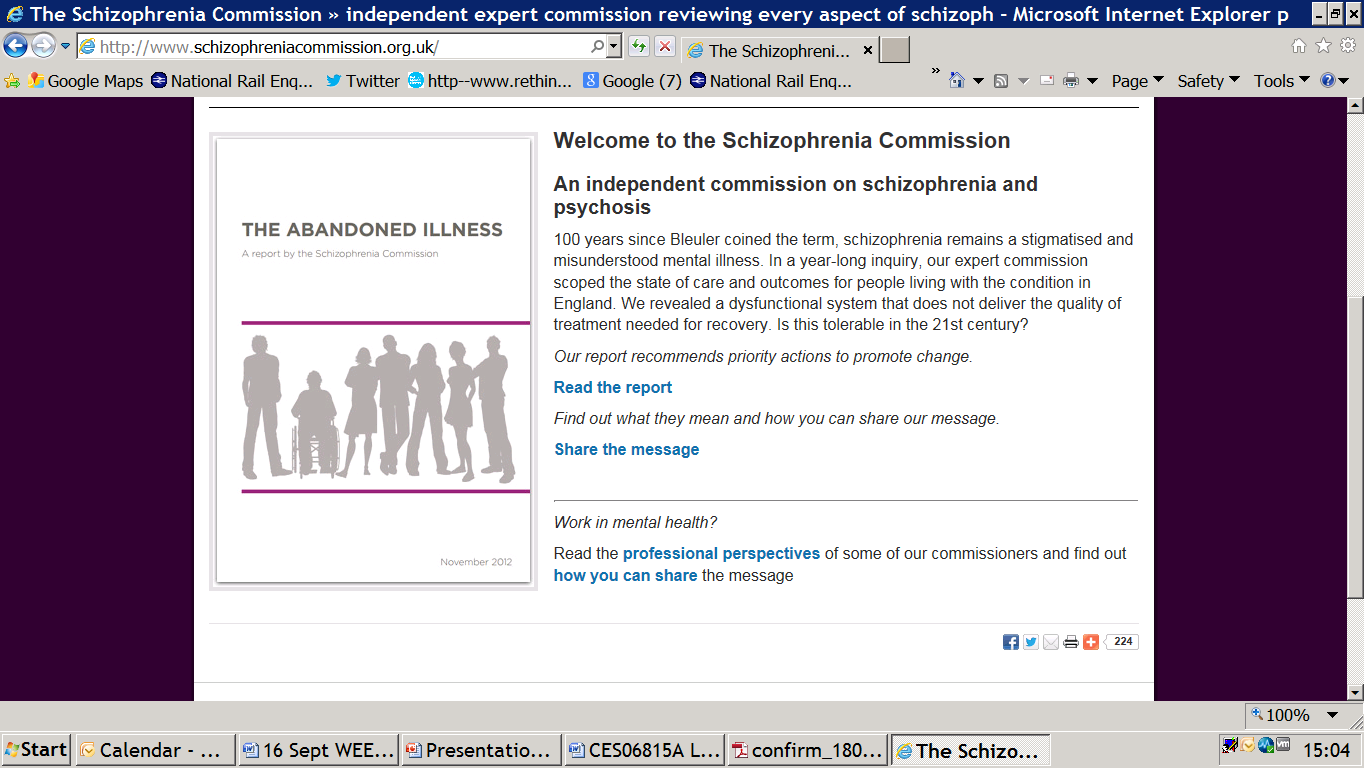 The Schizophrenia Commission » independent expert commission reviewing every aspect of schizoph - Microsoft Internet Explorer p
http://www.schizophreniacommission.org.uk/
The Schizophreni...
Google Maps National Rail Enq... Twitter http--www.rethin... Google (7) National Rail Enq... » Page Safety Tools
Welcome to the Schizophrenia Commission
An independent commission on schizophrenia and
psychosis
100 years since Bleuler coined the term, schizophrenia remains a stigmatised and
misunderstood mental illness. In a year-long inquiry, our expert commission
scoped the state of care and outcomes for people living with the condition in
England. We revealed a dysfunctional system that does not deliver the quality of
treatment needed for recovery. Is this tolerable in the 21st century?
Our report recommends priority actions to promote change.
Read the report
Find out what they mean and how you can share our message.
Share the message
Work in mental health?
Read the professional perspectives of some of our commissioners and find out
how you can share the message
THE ABANDONED ILLNESS
A report by the Schizophrenia Commission
November 2012
224
100%
Start Calendar - ... 16 Sept WEE... Presentatio... CES06815A L... confirm_180... The Schizo... 15:04